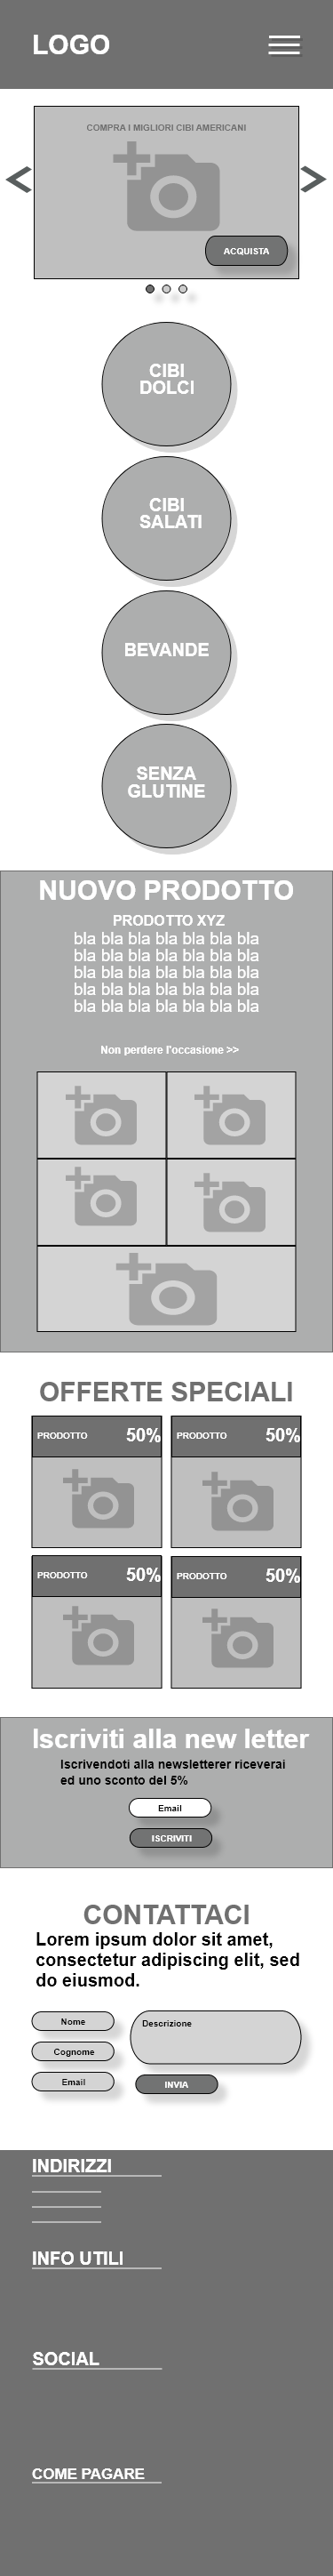 LOGO
COMPRA I MIGLIORI CIBI AMERICANI
ACQUISTA
CIBI
DOLCI
CIBI
SALATI
BEVANDE
SENZA
GLUTINE
NUOVO PRODOTTO
PRODOTTO XYZ
bla bla bla bla bla bla bla
bla bla bla bla bla bla bla
bla bla bla bla bla bla bla
bla bla bla bla bla bla bla
bla bla bla bla bla bla bla
Non perdere l'occasione >>
OFFERTE SPECIALI
PRODOTTO 50%
PRODOTTO 50%
PRODOTTO 50%
PRODOTTO 50%
Iscriviti alla new letter
Iscrivendoti alla newsletterer riceverai
ed uno sconto del 5%
Email
ISCRIVITI
CONTATTACI
Lorem ipsum dolor sit amet,
consectetur adipiscing elit, sed
do eiusmod.
Nome
Descrizione
Cognome
Email
INVIA
INDIRIZZI
INFO UTILI
SOCIAL
COME PAGARE